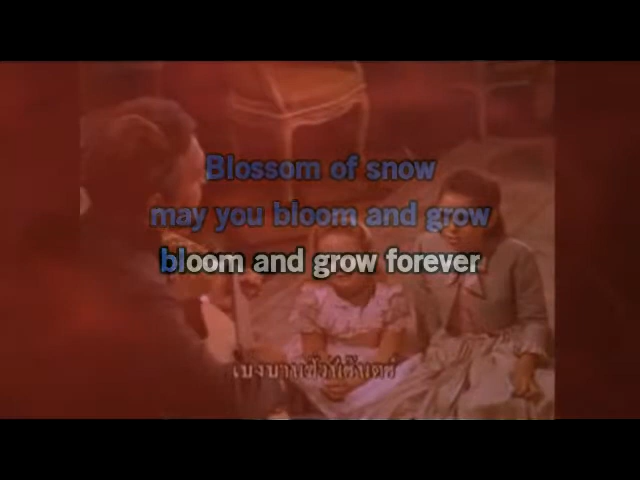 Blossom of snow
may you bloom and grow
bloom and grow forever